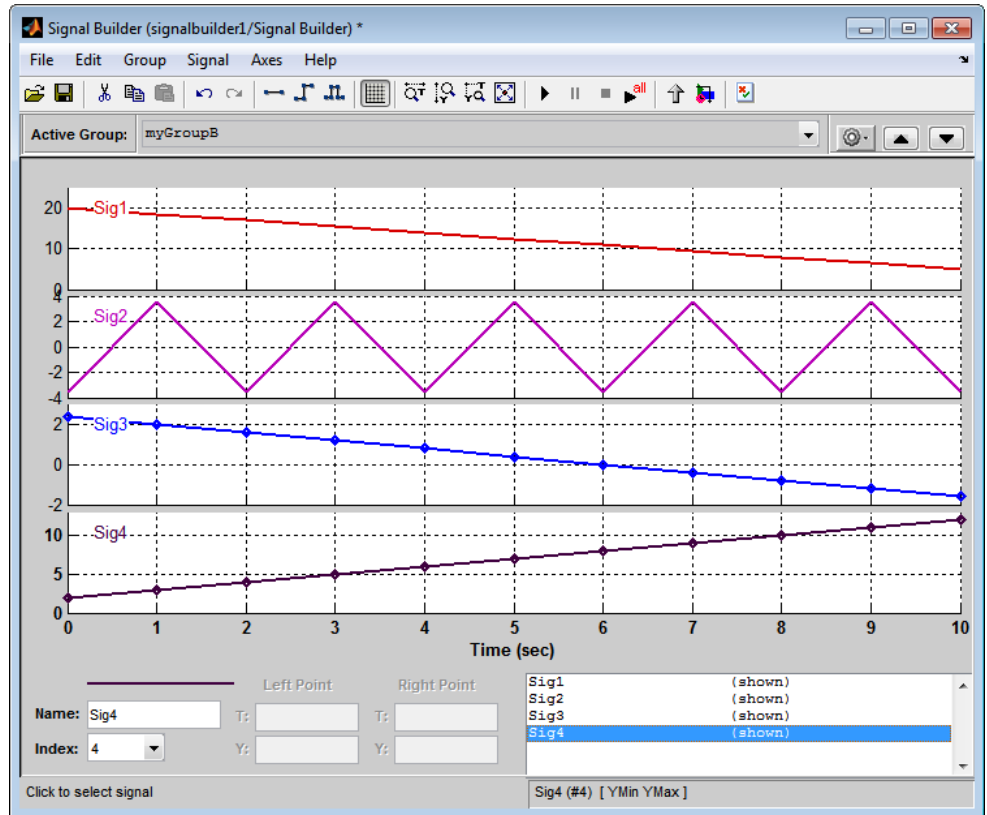 Signal Builder (signalbuilder1/Signal Builder) *
File Edit Group Signal Axes Help
all
Active Group: myGroupB
20
10
0
Sig1
4
2
0
-2
-4
Sig2
2
0
-2
Sig3
10
5
0
Sig4
0 1 2 3 4 5 6 7 8 9 10
Time (sec)
Left Point Right Point
Name: Sig4 T: T:
Index: 4 Y: Y:
Sig1 (shown)
Sig2 (shown)
Sig3 (shown)
Sig4 (shown)
Click to select signal
Sig4 (#4) [ YMin YMax ]